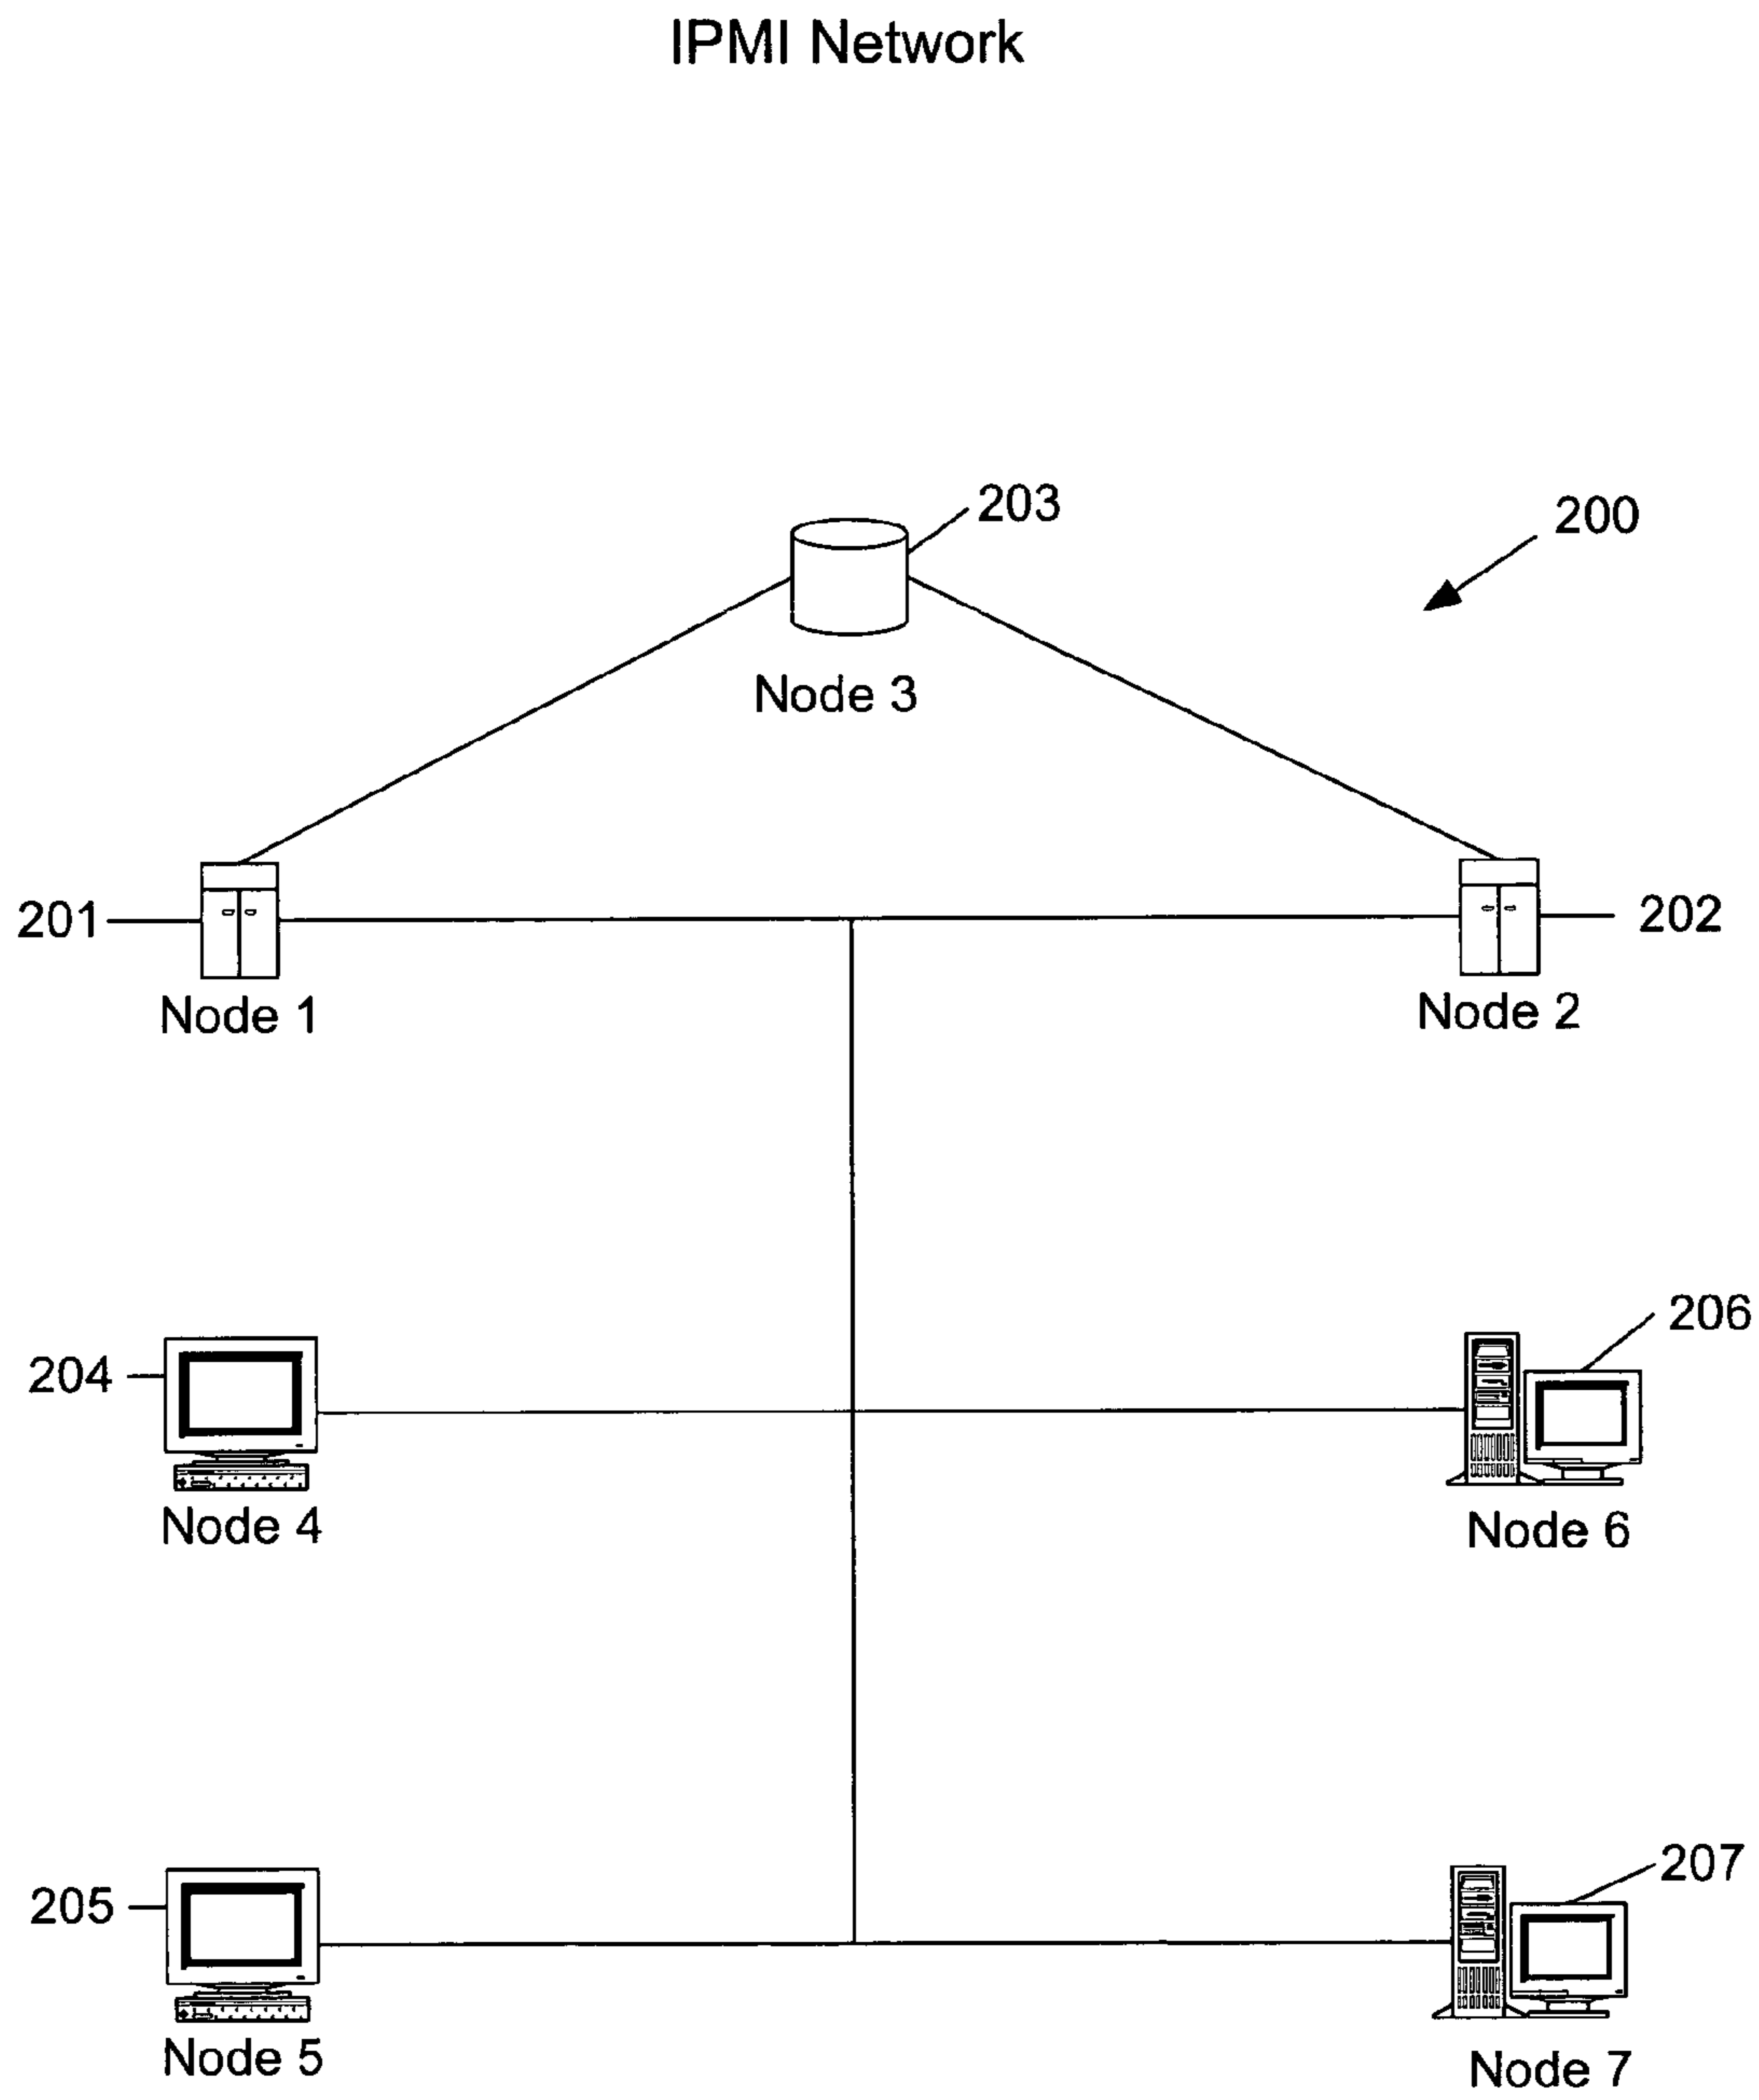 IPMI Network
203
200
Node 3
201
202
Node 1
Node 2
206
204
Node 4
Node 6
207
205
Node 5
Node 7